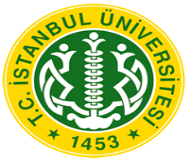 T.C. İSTANBUL ÜNİVERSİTESİ
1453